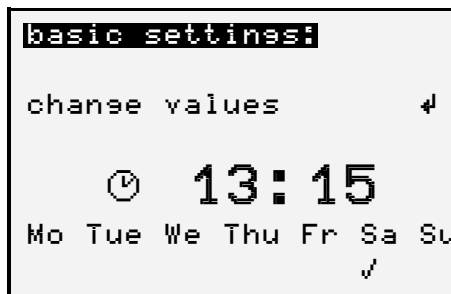 basic settings:
change values ↲
13:15
Mo Tue We Thu Fr Sa Su
✓